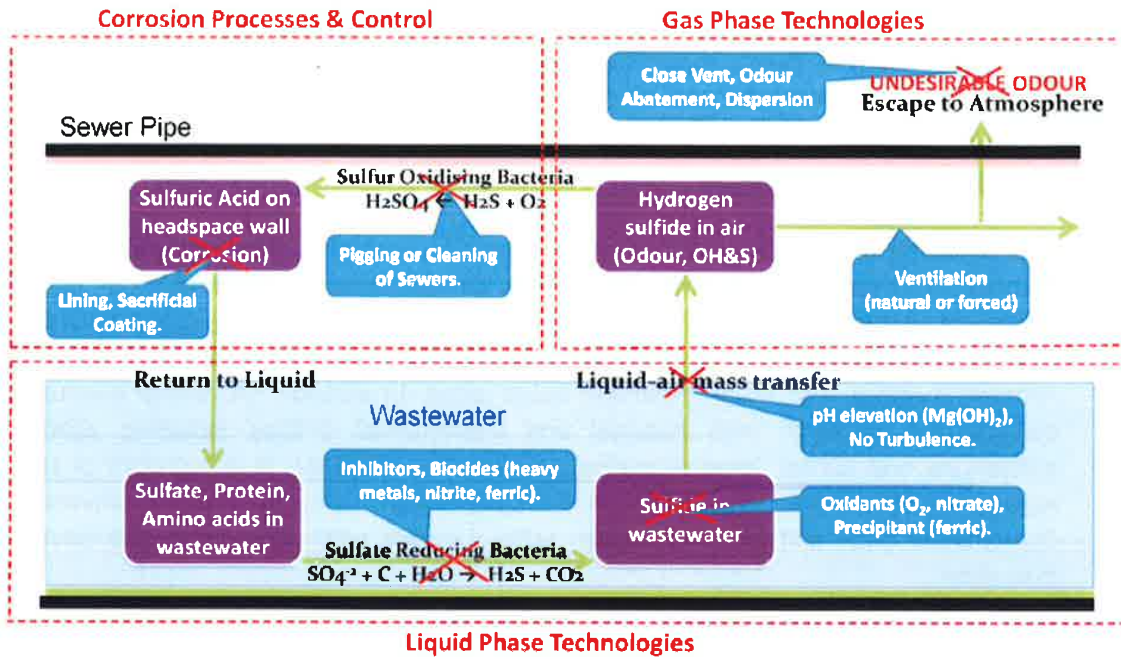 Corrosion Processes & Control
Gas Phase Technologies
Close Vent, Odour
Abatement, Dispersion
UNDESIRABLE ODOUR
Escape to Atmosphere
Sewer Pipe
Sulfur Oxidising Bacteria
H2SO4 ← H2S + O2
Sulfuric Acid on
headspace wall
(Corrosion)
Hydrogen
sulfide in air
(Odour, OH&S)
Pigging or Cleaning
of Sewers.
Ventilation
(natural or forced)
Lining, Sacrificial
Coating.
Return to Liquid
Liquid-air mass transfer
Wastewater
pH elevation (Mg(OH)₂),
No Turbulence.
Inhibitors, Biocides (heavy
metals, nitrite, ferric).
Sulfate, Protein,
Amino acids in
wastewater
Sulfide in
wastewater
Oxidants (O₂, nitrate),
Precipitant (ferric).
Sulfate Reducing Bacteria
SO4⁻² + C + H2O → H2S + CO2
Liquid Phase Technologies